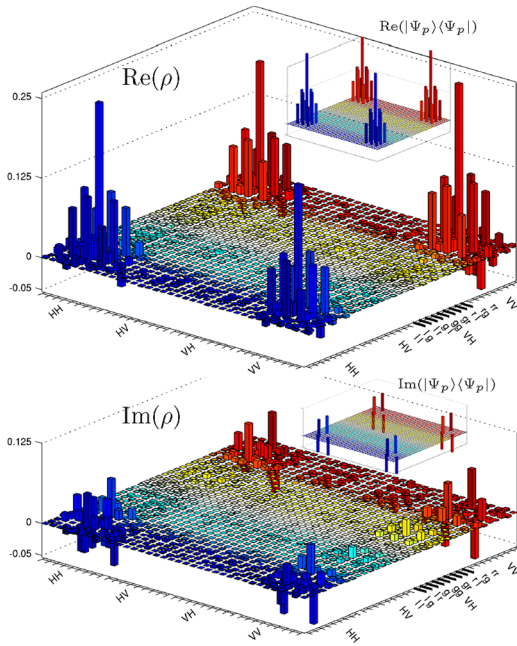 Re(|Ψₚ⟩⟨Ψₚ|)
Re(ρ)
0.25
0.125
0
-0.05
HH
HV
VH
VV
HH
HV
VH
VV
Im(|Ψₚ⟩⟨Ψₚ|)
Im(ρ)
0.125
0
-0.05
HH
HV
VH
VV
HH
HV
VH
VV